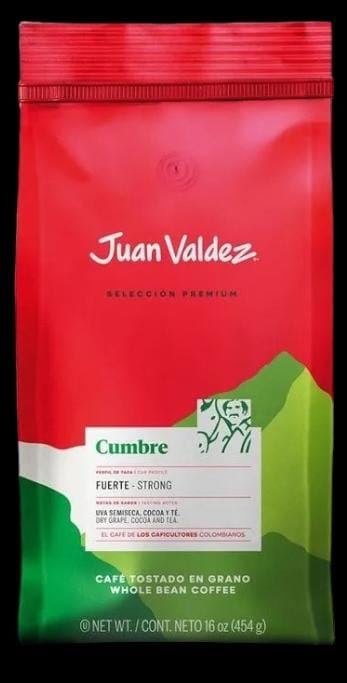 Juan Valdez
SELECCIÓN PREMIUM
Cumbre
PERFIL DE TAZA | CUP PROFILE
FUERTE - STRONG
NOTAS DE SABOR | TASTING NOTES
UVA SEMISECA, COCOA Y TÉ.
DRY GRAPE, COCOA AND TEA.
EL CAFÉ DE LOS CAFICULTORES COLOMBIANOS
CAFÉ TOSTADO EN GRANO
WHOLE BEAN COFFEE
NET WT. / CONT. NETO 16 oz (454 g)